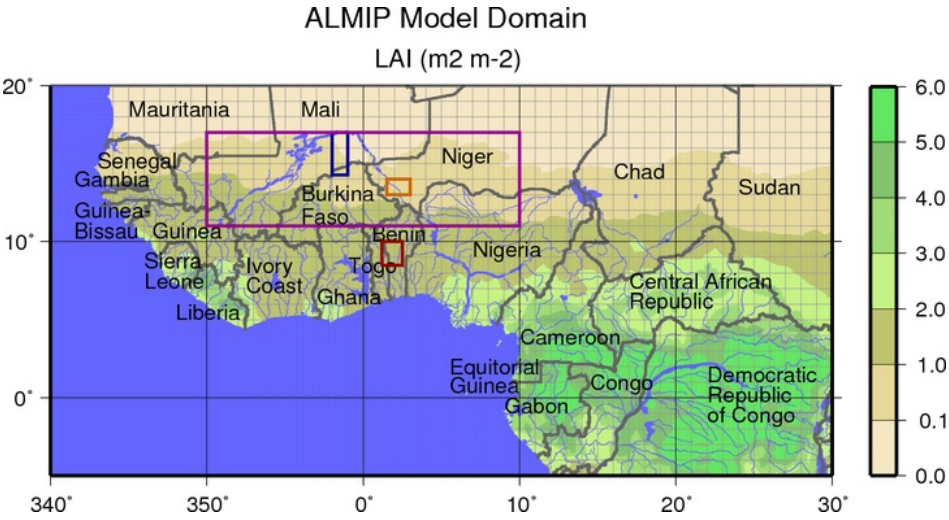 ALMIP Model Domain
LAI (m2 m-2)
20°
10°
0°
340°
350°
0°
10°
20°
30°
Mauritania
Mali
Niger
Chad
Sudan
Senegal
Gambia
Guinea-
Bissau
Guinea
Burkina
Faso
Benin
Nigeria
Sierra
Leone
Ivory
Coast
Togo
Ghana
Liberia
Central African
Republic
Cameroon
Equitorial
Guinea
Congo
Gabon
Democratic
Republic
of Congo
6.0
5.0
4.0
3.0
2.0
1.0
0.1
0.0